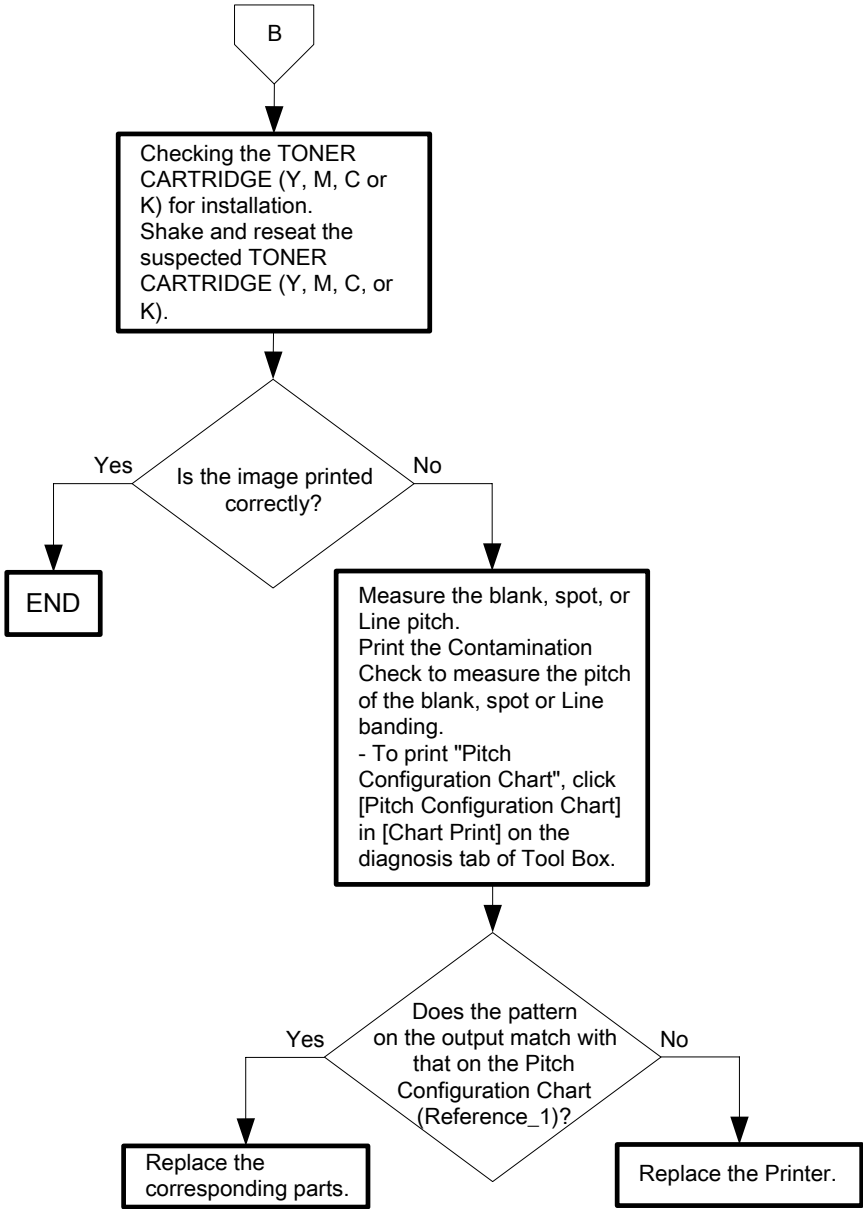 B
Checking the TONER
CARTRIDGE (Y, M, C or
K) for installation.
Shake and reseat the
suspected TONER
CARTRIDGE (Y, M, C, or
K).
Yes
Is the image printed
correctly?
No
END
Measure the blank, spot, or
Line pitch.
Print the Contamination
Check to measure the pitch
of the blank, spot or Line
banding.
- To print "Pitch
Configuration Chart", click
[Pitch Configuration Chart]
in [Chart Print] on the
diagnosis tab of Tool Box.
Yes
Does the pattern
on the output match with
that on the Pitch
Configuration Chart
(Reference_1)?
No
Replace the
corresponding parts.
Replace the Printer.